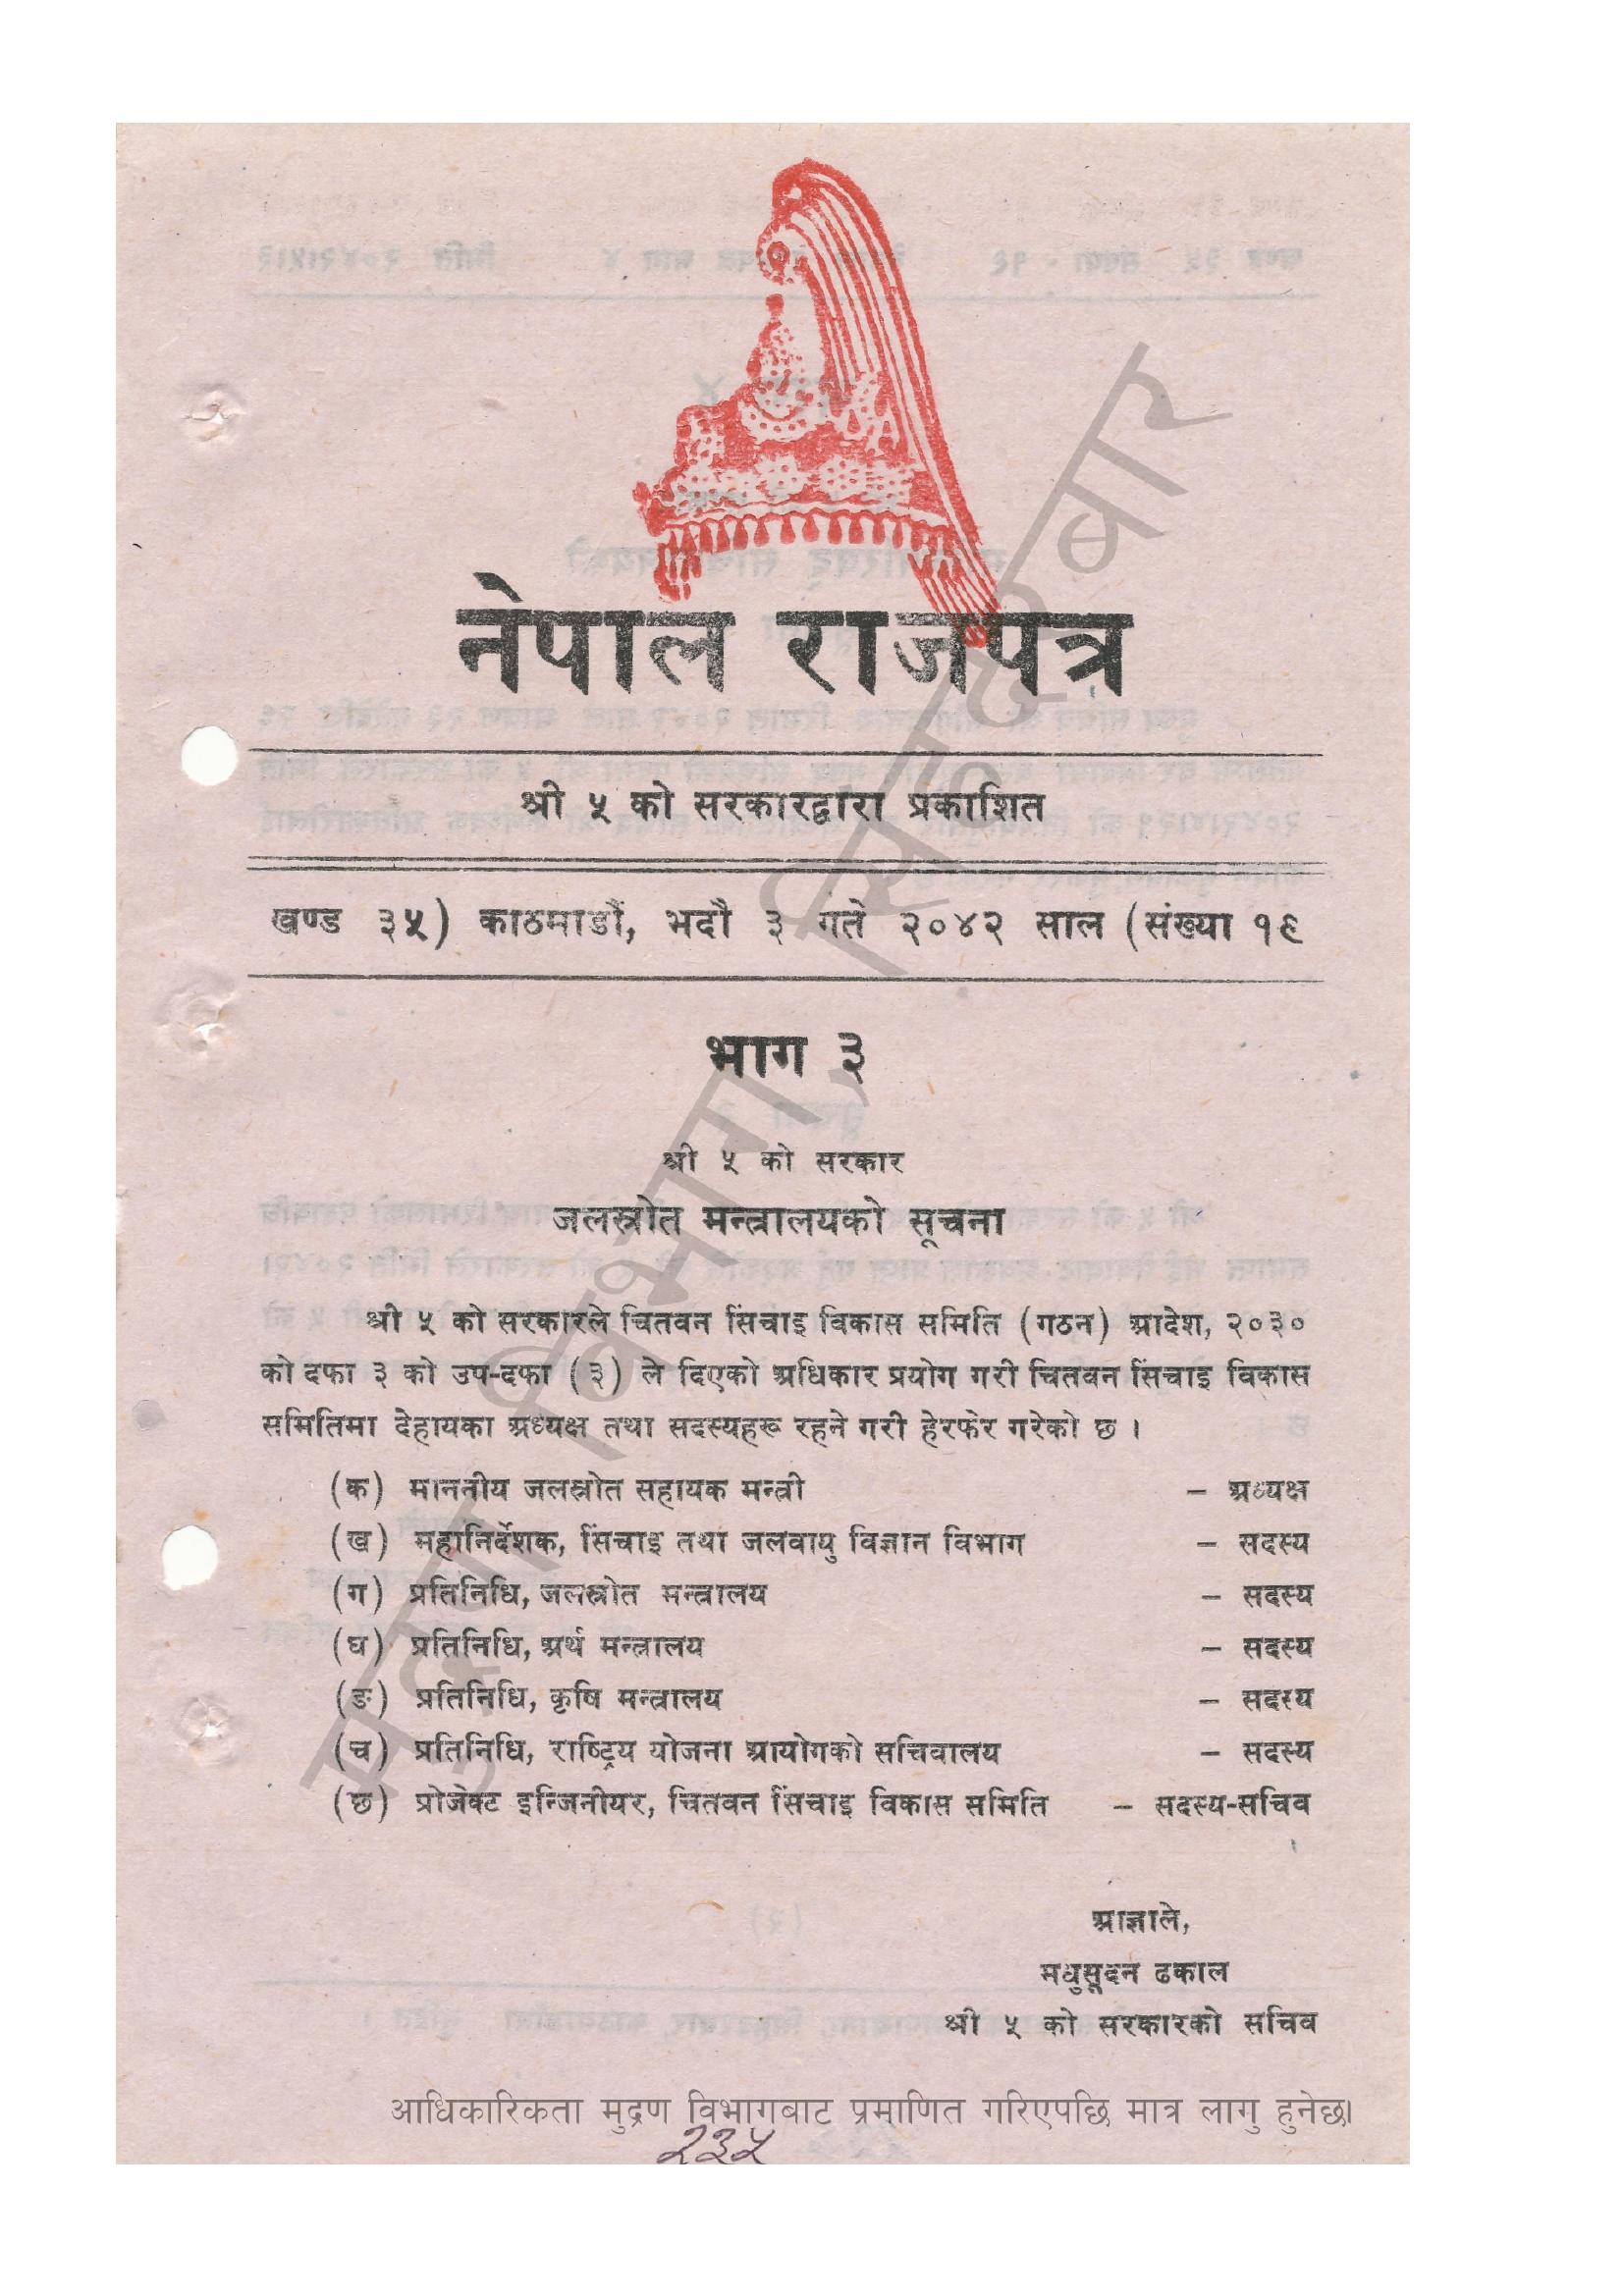 नेपाल राजपत्र
श्री ५ को सरकारद्वारा प्रकाशित
खण्ड ३५) काठमाडौं, भदौ ३ गते २०४२ साल (संख्या १९
भाग ३
श्री ५ को सरकार
जलस्रोत मन्त्रालयको सूचना
श्री ५ को सरकारले चितवन सिंचाइ विकास समिति (गठन) आदेश, २०३०
को दफा ३ को उप-दफा (३) ले दिएको अधिकार प्रयोग गरी चितवन सिंचाइ विकास
समितिमा देहायका अध्यक्ष तथा सदस्यहरू रहने गरी हेरफेर गरेको छ ।
(क) माननीय जलस्रोत सहायक मन्त्री – अध्यक्ष
(ख) महानिर्देशक, सिंचाइ तथा जलवायु विज्ञान विभाग – सदस्य
(ग) प्रतिनिधि, जलस्रोत मन्त्रालय – सदस्य
(घ) प्रतिनिधि, अर्थ मन्त्रालय – सदस्य
(ङ) प्रतिनिधि, कृषि मन्त्रालय – सदस्य
(च) प्रतिनिधि, राष्ट्रिय योजना आयोगको सचिवालय – सदस्य
(छ) प्रोजेक्ट इन्जिनीयर, चितवन सिंचाइ विकास समिति – सदस्य-सचिव
आज्ञाले,
मधुसूदन ढकाल
श्री ५ को सरकारको सचिव
मुद्रण विभाग, सिंहदरबार
आधिकारिकता मुद्रण विभागबाट प्रमाणित गरिएपछि मात्र लागु हुनेछ।
२३५